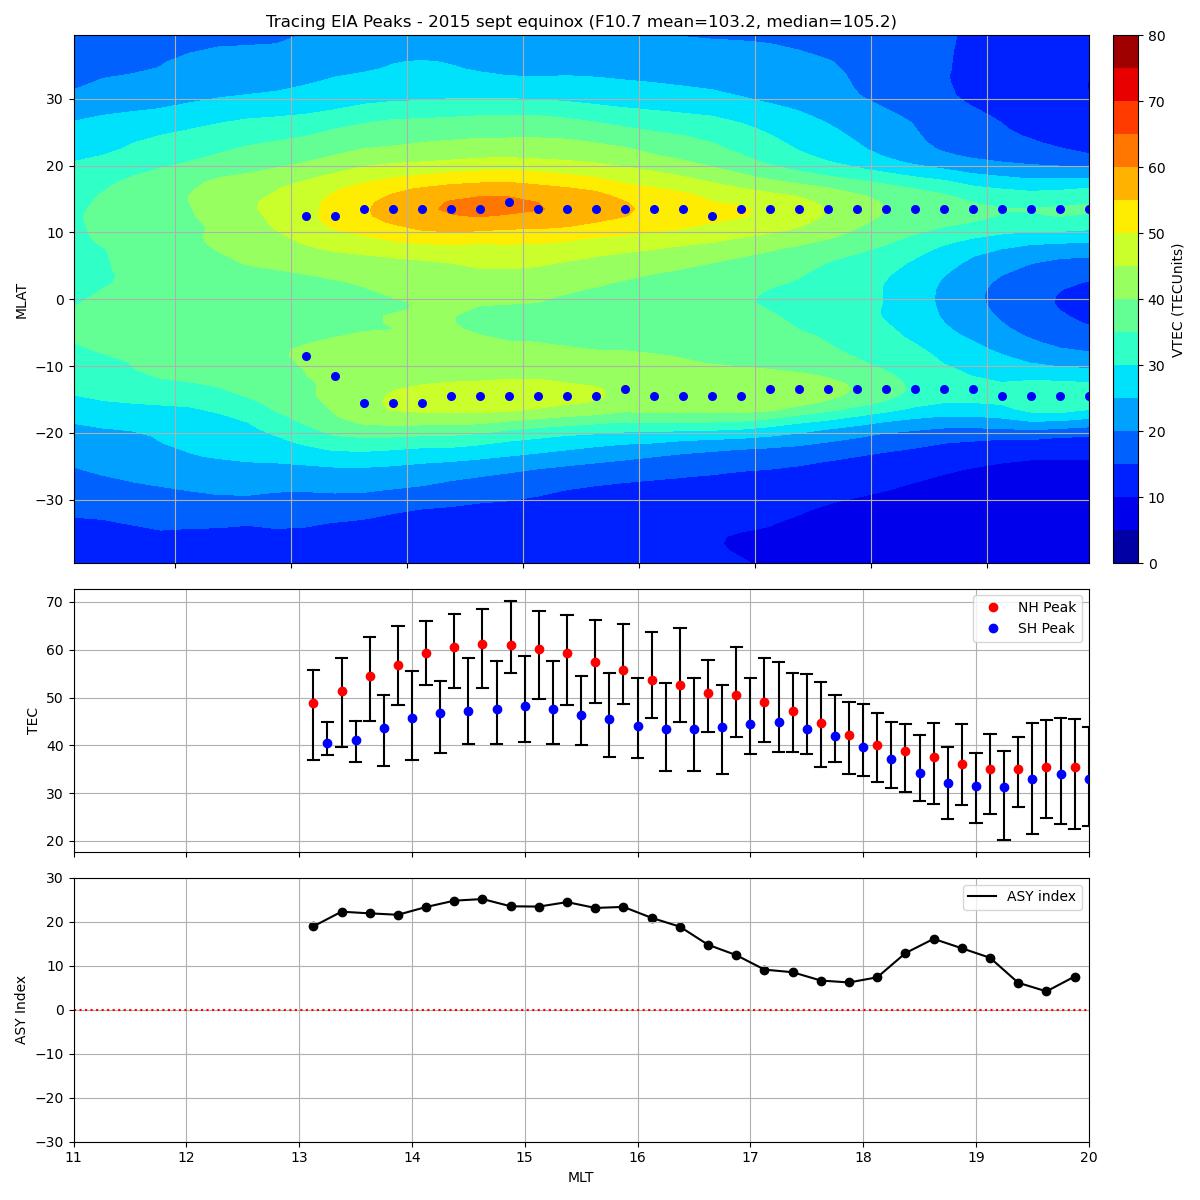 Tracing EIA Peaks - 2015 sept equinox (F10.7 mean=103.2, median=105.2)
MLAT
30
20
10
0
−10
−20
−30
80
70
60
50
40
30
20
10
0
VTEC (TECUnits)
TEC
70
60
50
40
30
20
NH Peak
SH Peak
ASY Index
30
20
10
0
−10
−20
−30
ASY index
11 12 13 14 15 16 17 18 19 20
MLT